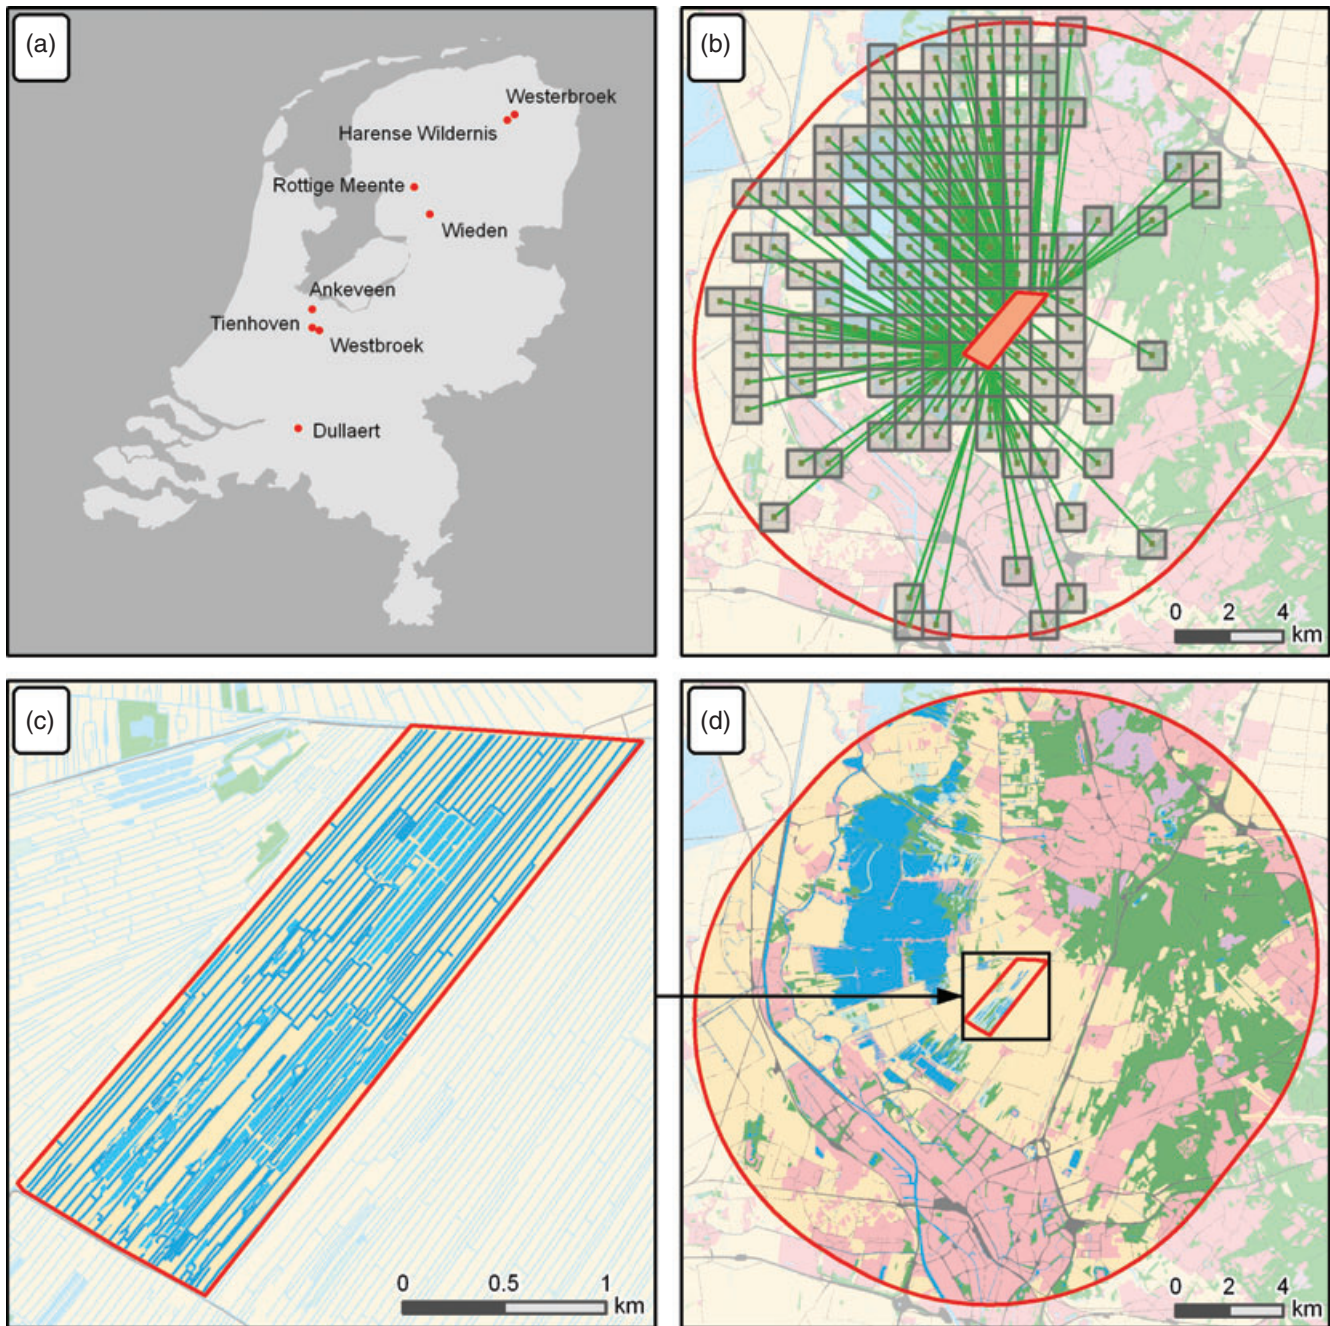 (a)
Westerbroek
Harense Wildernis
Rottige Meente
Wieden
Ankeveen
Tienhoven
Westbroek
Dullaert
(b)
0 2 4
km
(c)
0 0.5 1
km
(d)
0 2 4
km